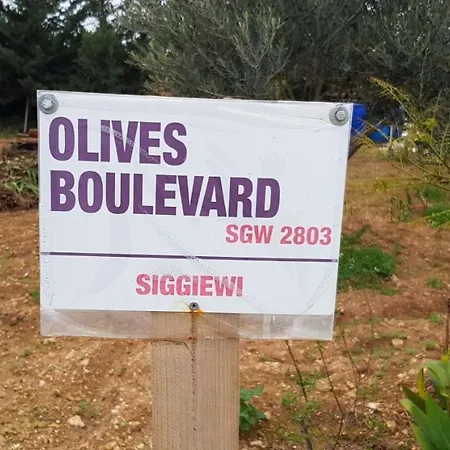 OLIVES
BOULEVARD
SGW 2803
SIGGIEWI